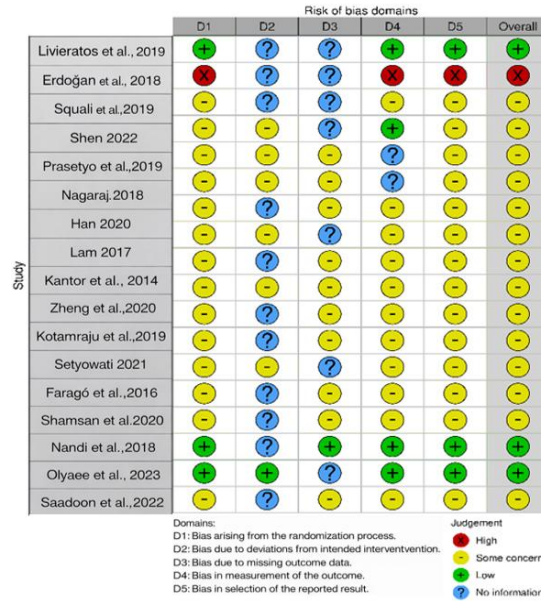 Risk of bias domains
D1 D2 D3 D4 D5 Overall
Study
Livieratos et al.,2019 + ? ? + + +
Erdoğan et al., 2018 X ? ? X X X
Squali et al.,2019 - ? ? - - -
Shen 2022 - - ? + - -
Prasetyo et al.,2019 - - - ? - -
Nagaraj.2018 - - - ? - -
Han 2020 - ? - - - -
Lam 2017 - - ? - - -
Kantor et al., 2014 - ? - - - -
Zheng et al.,2020 - - - - - -
Kotamraju et al.,2019 - ? - - - -
Setyowati 2021 - ? - - - -
Faragó et al.,2016 - - ? - - -
Shamsan et al.2020 - ? - - - -
Nandi et al.,2018 - ? - - - -
Olyaee et al., 2023 + ? + + + +
Saadoon et al.,2022 + + ? + + +
- ? - - - -
Domains:
D1: Bias arising from the randomization process.
D2: Bias due to deviations from intended interventvention.
D3: Bias due to missing outcome data.
D4: Bias in measurement of the outcome.
D5: Bias in selection of the reported result.
Judgement
X High
- Some concern
+ Low
? No information